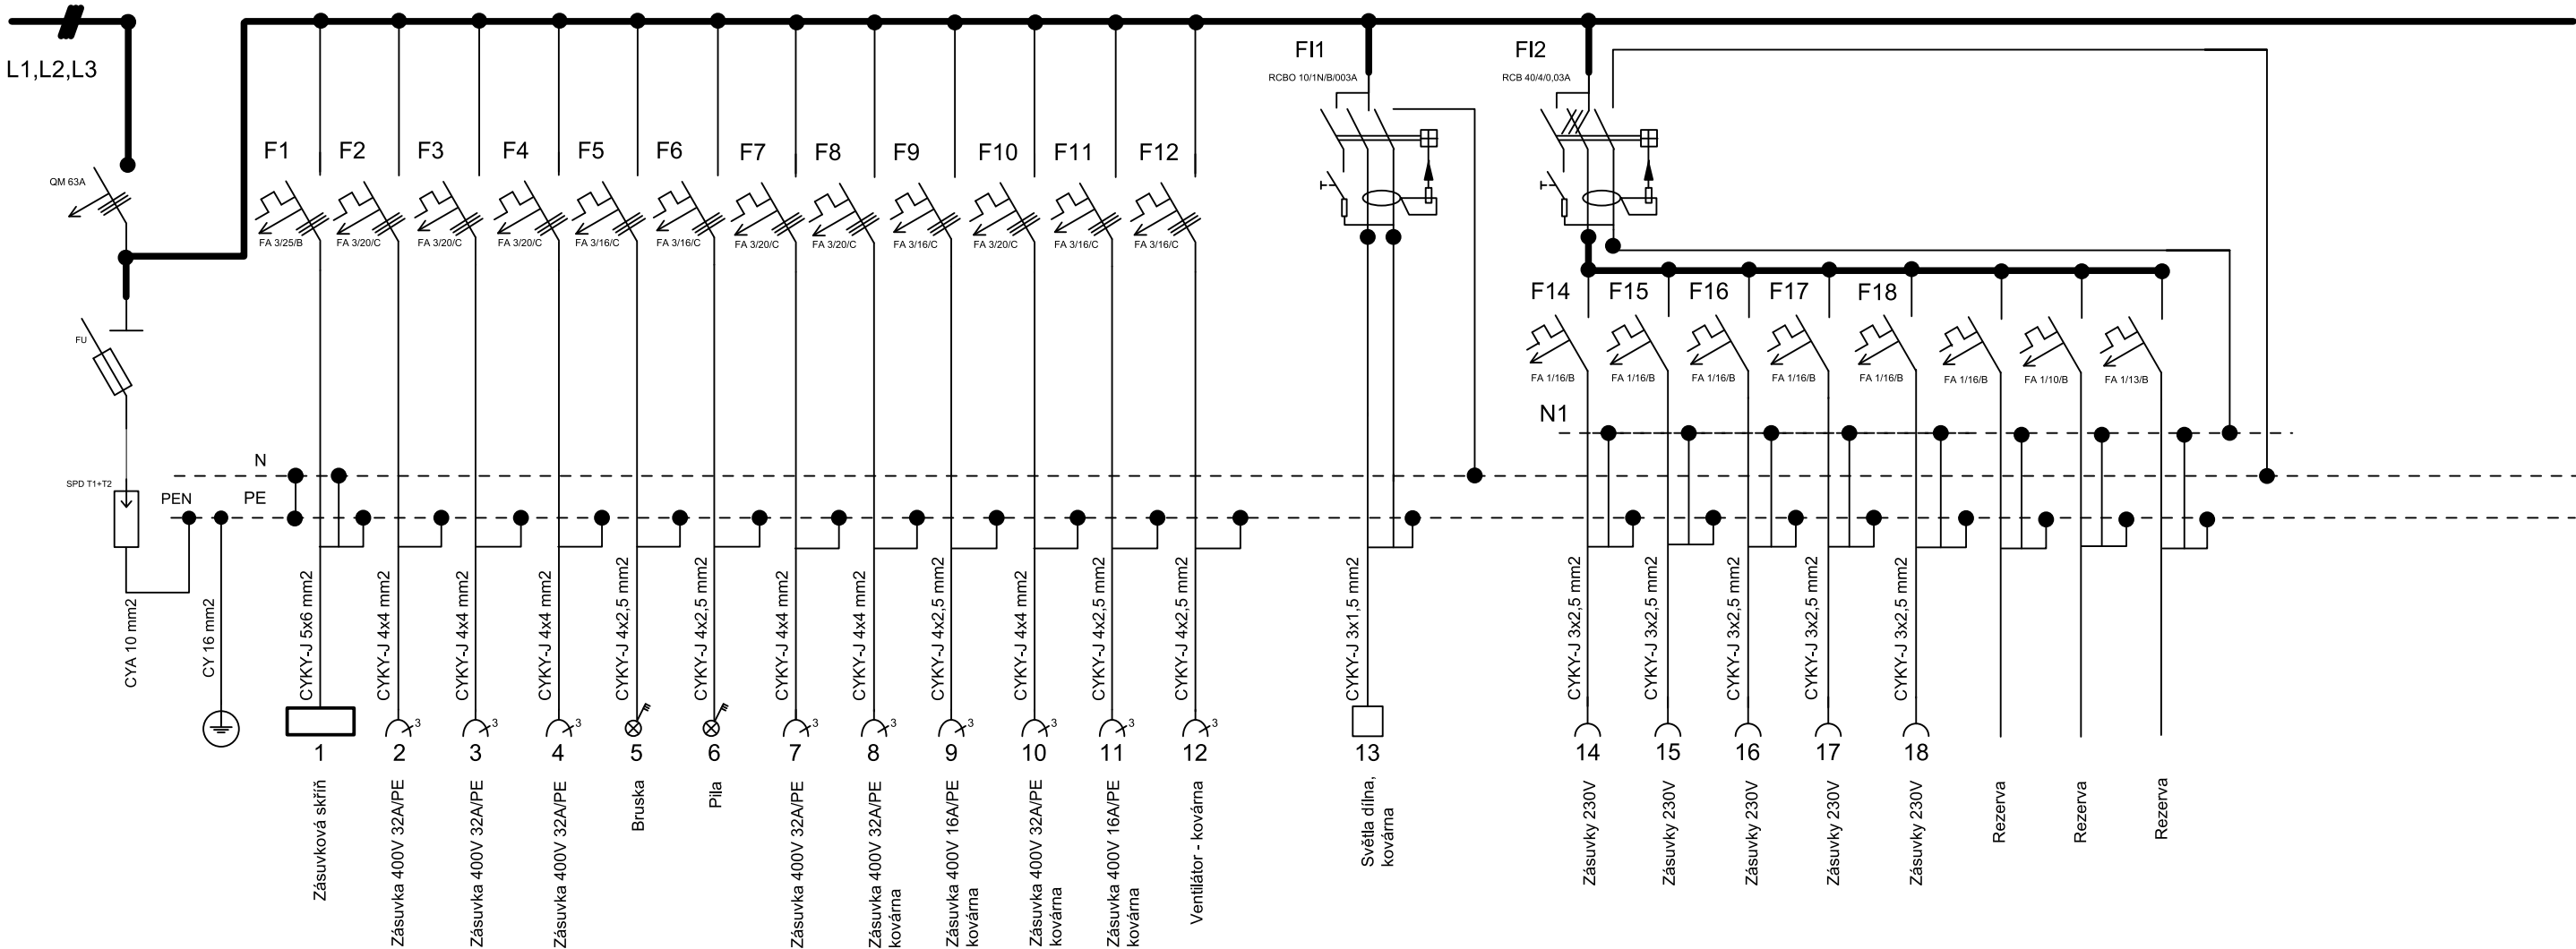 L1,L2,L3
QM 63A
FU
SPD T1+T2
PEN
N
PE
CYA 10 mm2
CY 16 mm2
F1
F2
F3
F4
F5
F6
F7
F8
F9
F10
F11
F12
FA 3/25/B
FA 3/20/C
FA 3/20/C
FA 3/20/C
FA 3/16/C
FA 3/16/C
FA 3/20/C
FA 3/20/C
FA 3/16/C
FA 3/20/C
FA 3/16/C
FA 3/16/C
FI1
RCBO 10/1N/B/003A
FI2
RCB 40/4/0,03A
F14
F15
F16
F17
F18
FA 1/16/B
FA 1/16/B
FA 1/16/B
FA 1/16/B
FA 1/16/B
FA 1/16/B
FA 1/10/B
FA 1/13/B
N1
CYKY-J 5x6 mm2
CYKY-J 4x4 mm2
CYKY-J 4x4 mm2
CYKY-J 4x4 mm2
CYKY-J 4x2,5 mm2
CYKY-J 4x2,5 mm2
CYKY-J 4x4 mm2
CYKY-J 4x4 mm2
CYKY-J 4x2,5 mm2
CYKY-J 4x4 mm2
CYKY-J 4x2,5 mm2
CYKY-J 4x2,5 mm2
CYKY-J 3x1,5 mm2
CYKY-J 3x2,5 mm2
CYKY-J 3x2,5 mm2
CYKY-J 3x2,5 mm2
CYKY-J 3x2,5 mm2
CYKY-J 3x2,5 mm2
3
3
3
3
3
3
3
3
3
1
2
3
4
5
6
7
8
9
10
11
12
13
14
15
16
17
18
Zásuvková skříň
Zásuvka 400V 32A/PE
Zásuvka 400V 32A/PE
Zásuvka 400V 32A/PE
Bruska
Pila
Zásuvka 400V 32A/PE
Zásuvka 400V 32A/PE
kovárna
Zásuvka 400V 16A/PE
kovárna
Zásuvka 400V 32A/PE
kovárna
Zásuvka 400V 16A/PE
kovárna
Ventilátor - kovárna
Světla dílna,
kovárna
Zásuvky 230V
Zásuvky 230V
Zásuvky 230V
Zásuvky 230V
Zásuvky 230V
Rezerva
Rezerva
Rezerva